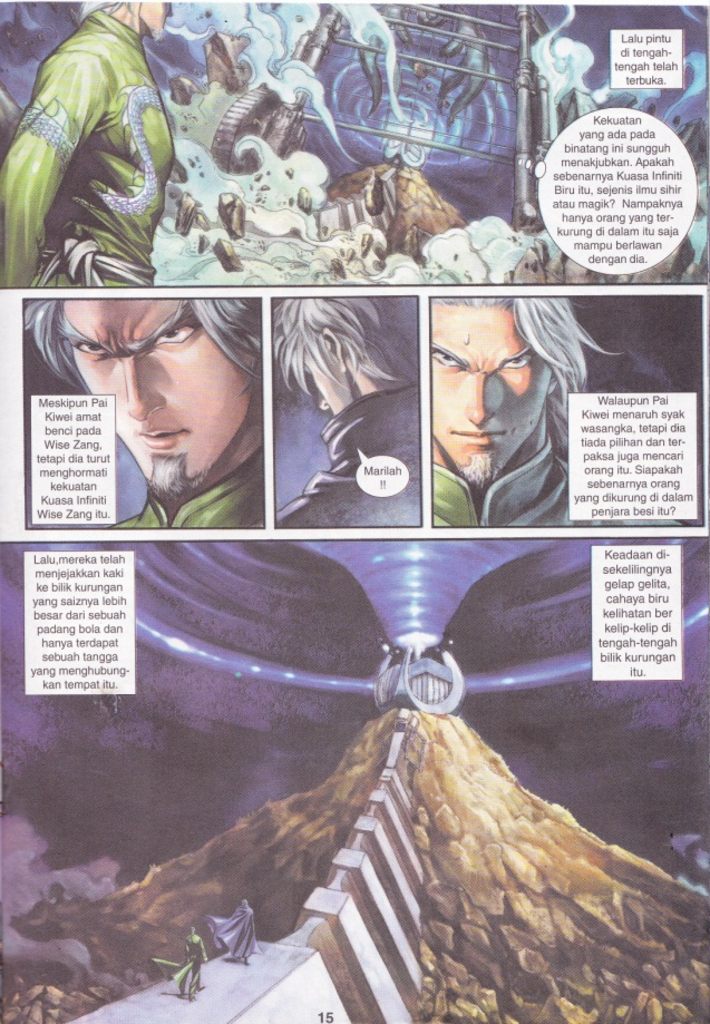 Lalu pintu
di tengah-
tengah telah
terbuka.
Kekuatan
yang ada pada
binatang ini sungguh
menakjubkan. Apakah
sebenarnya Kuasa Infiniti
Biru itu, sejenis ilmu sihir
atau magik? Nampaknya
hanya orang yang ter-
kurung di dalam itu saja
mampu berlawan
dengan dia.
Meskipun Pai
Kiwei amat
benci pada
Wise Zang,
tetapi dia turut
menghormati
kekuatan
Kuasa Infiniti
Wise Zang itu.
Marilah
!!
Walaupun Pai
Kiwei menaruh syak
wasangka, tetapi dia
tiada pilihan dan ter-
paksa juga mencari
orang itu. Siapakah
sebenarnya orang
yang dikurung di dalam
penjara besi itu?
Lalu,mereka telah
menjejakkan kaki
ke bilik kurungan
yang saiznya lebih
besar dari sebuah
padang bola dan
hanya terdapat
sebuah tangga
yang menghubung-
kan tempat itu.
Keadaan di-
sekelilingnya
gelap gelita,
cahaya biru
kelihatan ber
kelip-kelip di
tengah-tengah
bilik kurungan
itu.
15